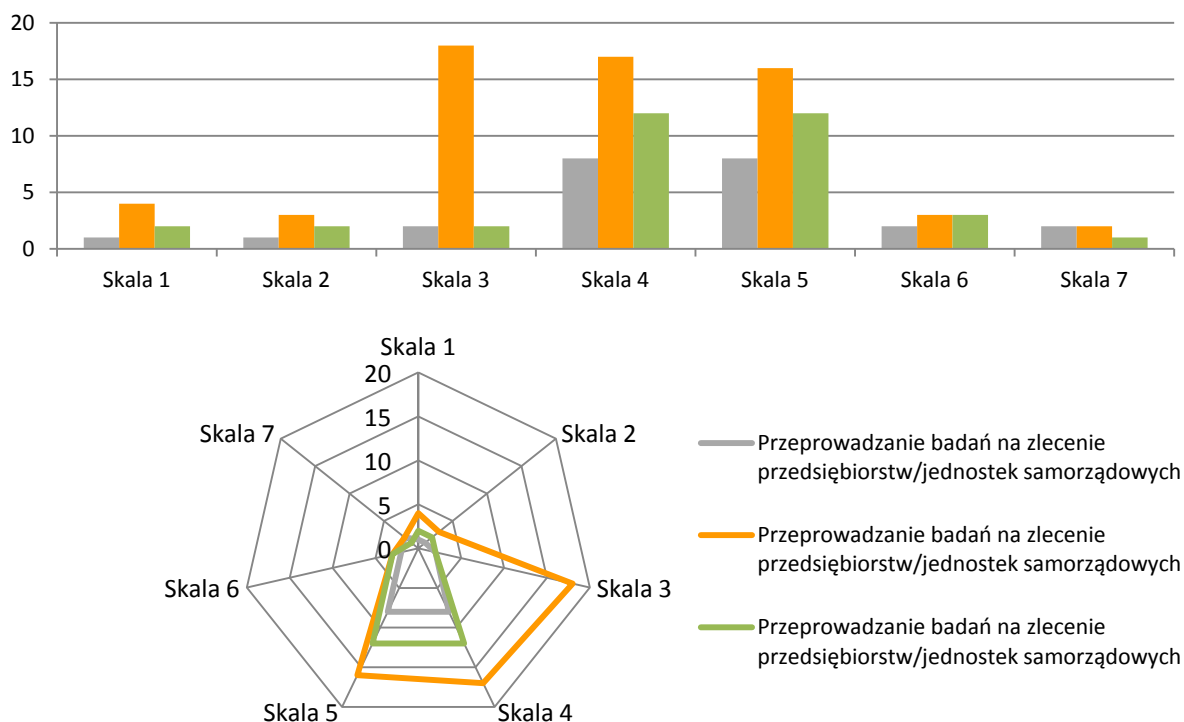 20
15
10
5
0
Skala 1 Skala 2 Skala 3 Skala 4 Skala 5 Skala 6 Skala 7
Skala 1
20
15
10
5
0
Skala 2
Skala 3
Skala 4
Skala 5
Skala 6
Skala 7
Przeprowadzanie badań na zlecenie
przedsiębiorstw/jednostek samorządowych
Przeprowadzanie badań na zlecenie
przedsiębiorstw/jednostek samorządowych
Przeprowadzanie badań na zlecenie
przedsiębiorstw/jednostek samorządowych